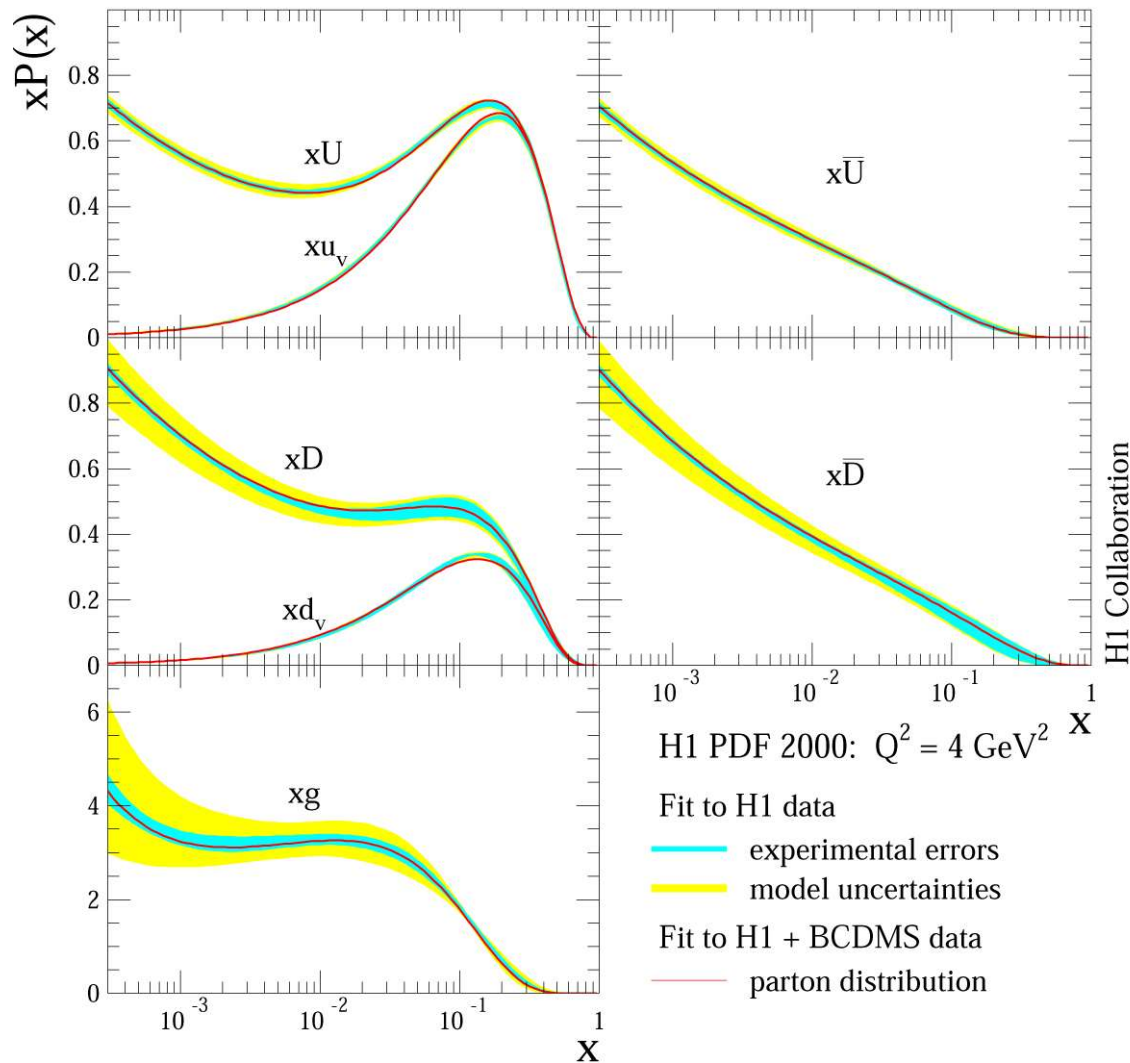 xP(x)
0.8
0.6
0.4
0.2
0
xU
xu_v
xU̅
0.8
0.6
0.4
0.2
0
xD
xd_v
xD̅
10^-3 10^-2 10^-1 1
x
6
4
2
0
xg
10^-3 10^-2 10^-1 1
x
H1 PDF 2000: Q^2 = 4 GeV^2
Fit to H1 data
experimental errors
model uncertainties
Fit to H1 + BCDMS data
parton distribution
H1 Collaboration